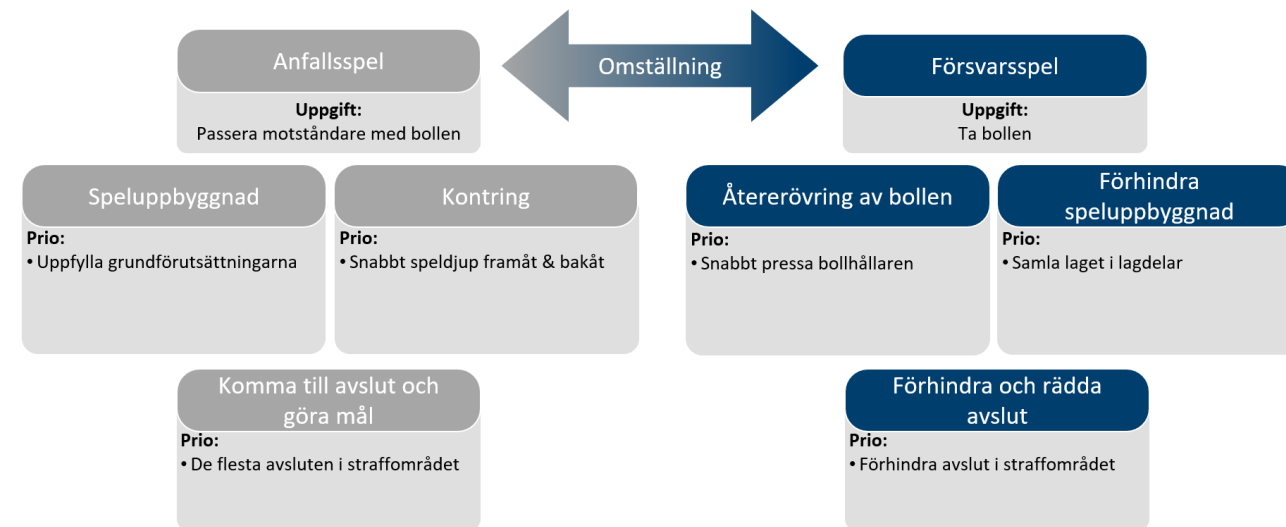 Anfallsspel
Uppgift:
Passera motståndare med bollen
Omställning
Försvarsspel
Uppgift:
Ta bollen
Speluppbyggnad
Prio:
• Uppfylla grundförutsättningarna
Kontring
Prio:
• Snabbt speldjup framåt & bakåt
Återerövring av bollen
Prio:
• Snabbt pressa bollhållaren
Förhindra
speluppbyggnad
Prio:
• Samla laget i lagdelar
Komma till avslut och
göra mål
Prio:
• De flesta avsluten i straffområdet
Förhindra och rädda
avslut
Prio:
• Förhindra avslut i straffområdet